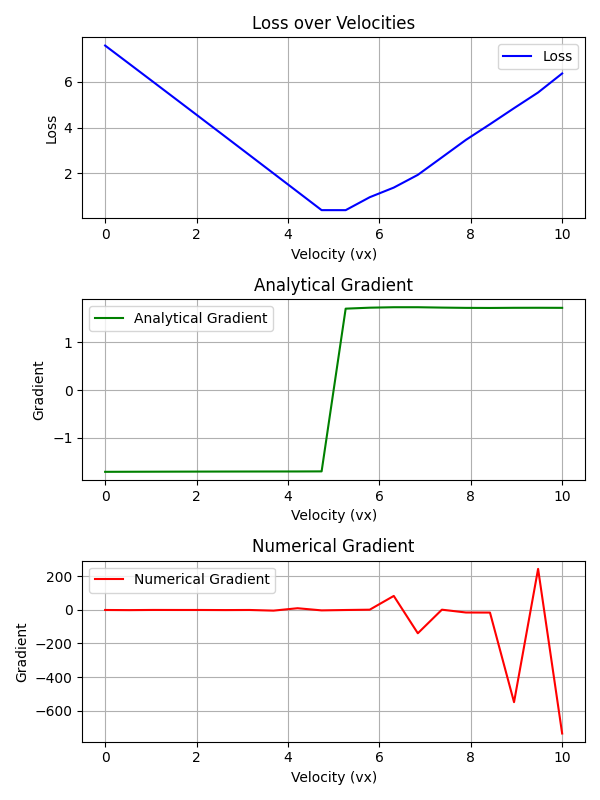 Loss over Velocities
Loss
6
4
2
Loss
0 2 4 6 8 10
Velocity (vx)
Analytical Gradient
Analytical Gradient
1
0
−1
Gradient
0 2 4 6 8 10
Velocity (vx)
Numerical Gradient
Numerical Gradient
200
0
−200
−400
−600
Gradient
0 2 4 6 8 10
Velocity (vx)